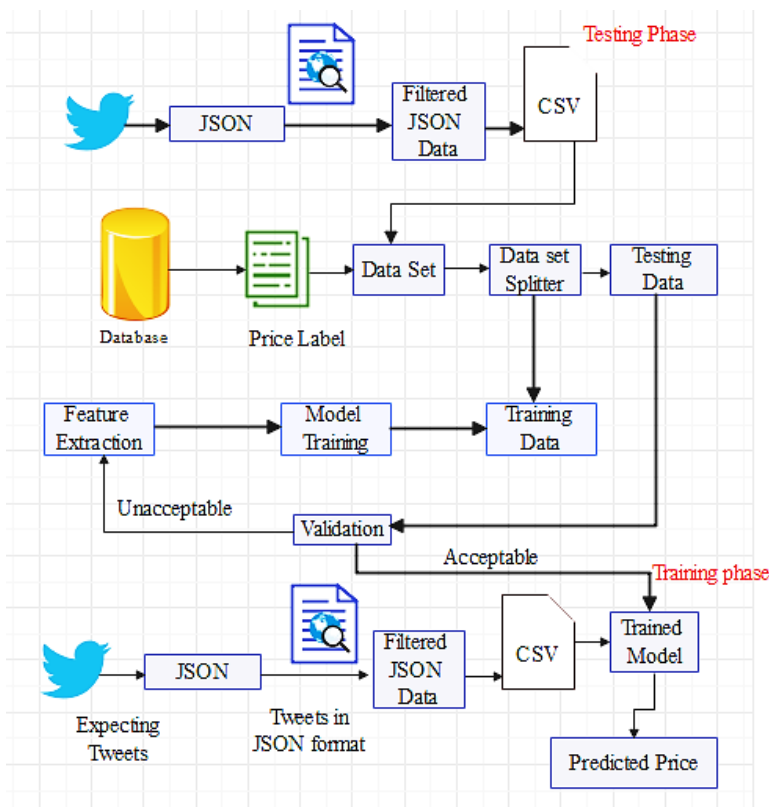 Testing Phase
JSON
Filtered
JSON
Data
CSV
Database
Price Label
Data Set
Data set
Splitter
Testing
Data
Feature
Extraction
Model
Training
Training
Data
Unacceptable
Validation
Acceptable
Training phase
Expecting
Tweets
JSON
Tweets in
JSON format
Filtered
JSON
Data
CSV
Trained
Model
Predicted Price